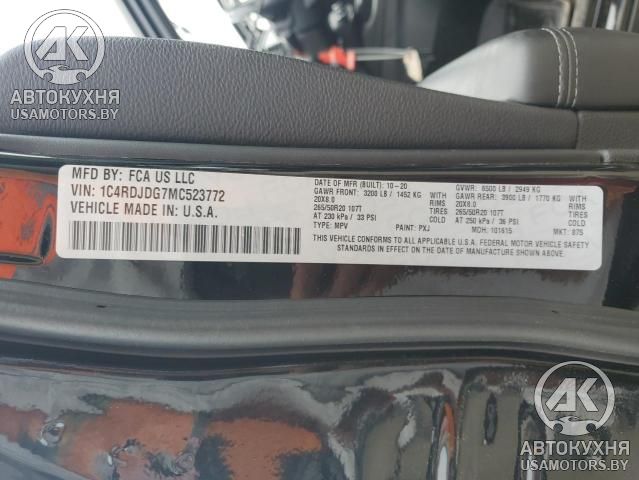 АК
АВТОКУХНЯ
USAMOTORS.BY
АК
АВТОКУХНЯ
USAMOTORS.BY
MFD BY: FCA US LLC
VIN: 1C4RDJDG7MC523772
VEHICLE MADE IN: U.S.A.
DATE OF MFR (BUILT): 10-20 GVWR: 6500 LB / 2949 KG
GAWR FRONT: 3200 LB / 1452 KG WITH GAWR REAR: 3900 LB / 1770 KG WITH
20X8.0 RIMS 20X8.0 RIMS
265/50R20 107T TIRES 265/50R20 107T TIRES
AT 230 kPa / 33 PSI COLD AT 250 kPa / 36 PSI COLD
TYPE: MPV PAINT: PXJ MDH: 101615 MKT: 875
THIS VEHICLE CONFORMS TO ALL APPLICABLE U.S.A. FEDERAL MOTOR VEHICLE SAFETY
STANDARDS IN EFFECT ON THE DATE OF MANUFACTURE SHOWN ABOVE.
АК
АВТОКУХНЯ
USAMOTORS.BY